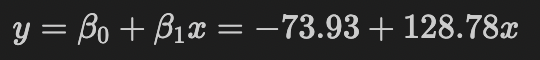 y = β₀ + β₁x = −73.93 + 128.78x